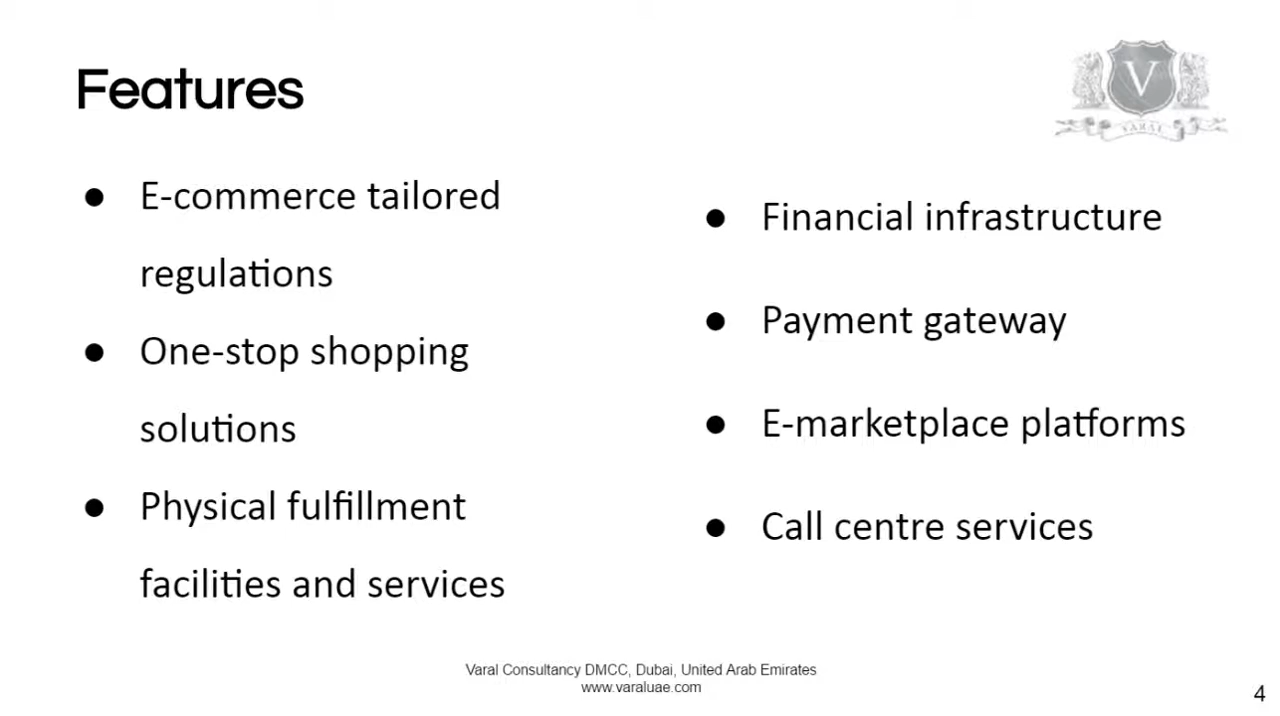 Features
V
VARAL
● E-commerce tailored
regulations
● One-stop shopping
solutions
● Physical fulfillment
facilities and services
● Financial infrastructure
● Payment gateway
● E-marketplace platforms
● Call centre services
Varal Consultancy DMCC, Dubai, United Arab Emirates
www.varaluae.com
4